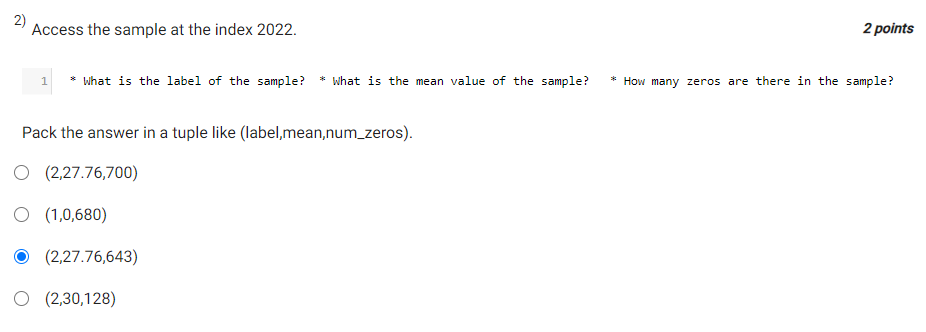 2) Access the sample at the index 2022. 2 points
1 * What is the label of the sample? * What is the mean value of the sample? * How many zeros are there in the sample?
Pack the answer in a tuple like (label,mean,num_zeros).
(2,27.76,700)
(1,0,680)
(2,27.76,643)
(2,30,128)